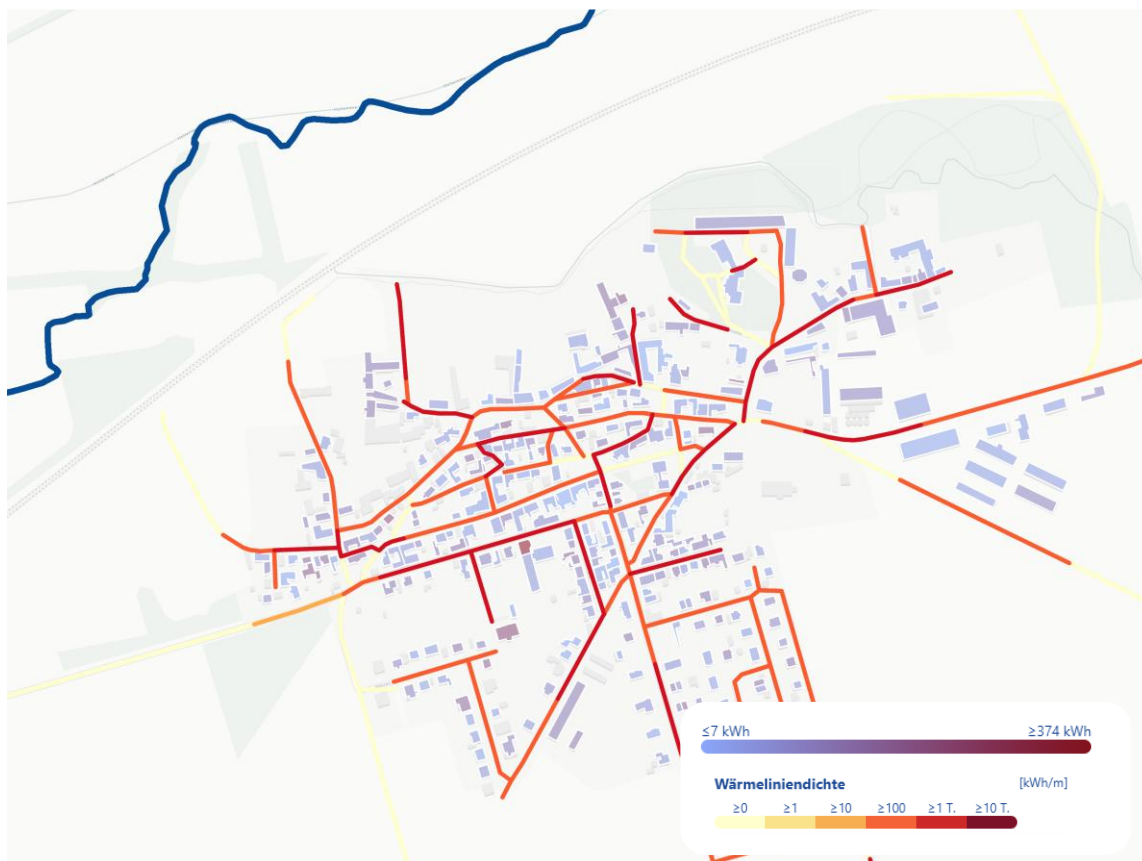 ≤7 kWh ≥374 kWh
Wärmeliniendichte [kWh/m]
≥0 ≥1 ≥10 ≥100 ≥1 T. ≥10 T.